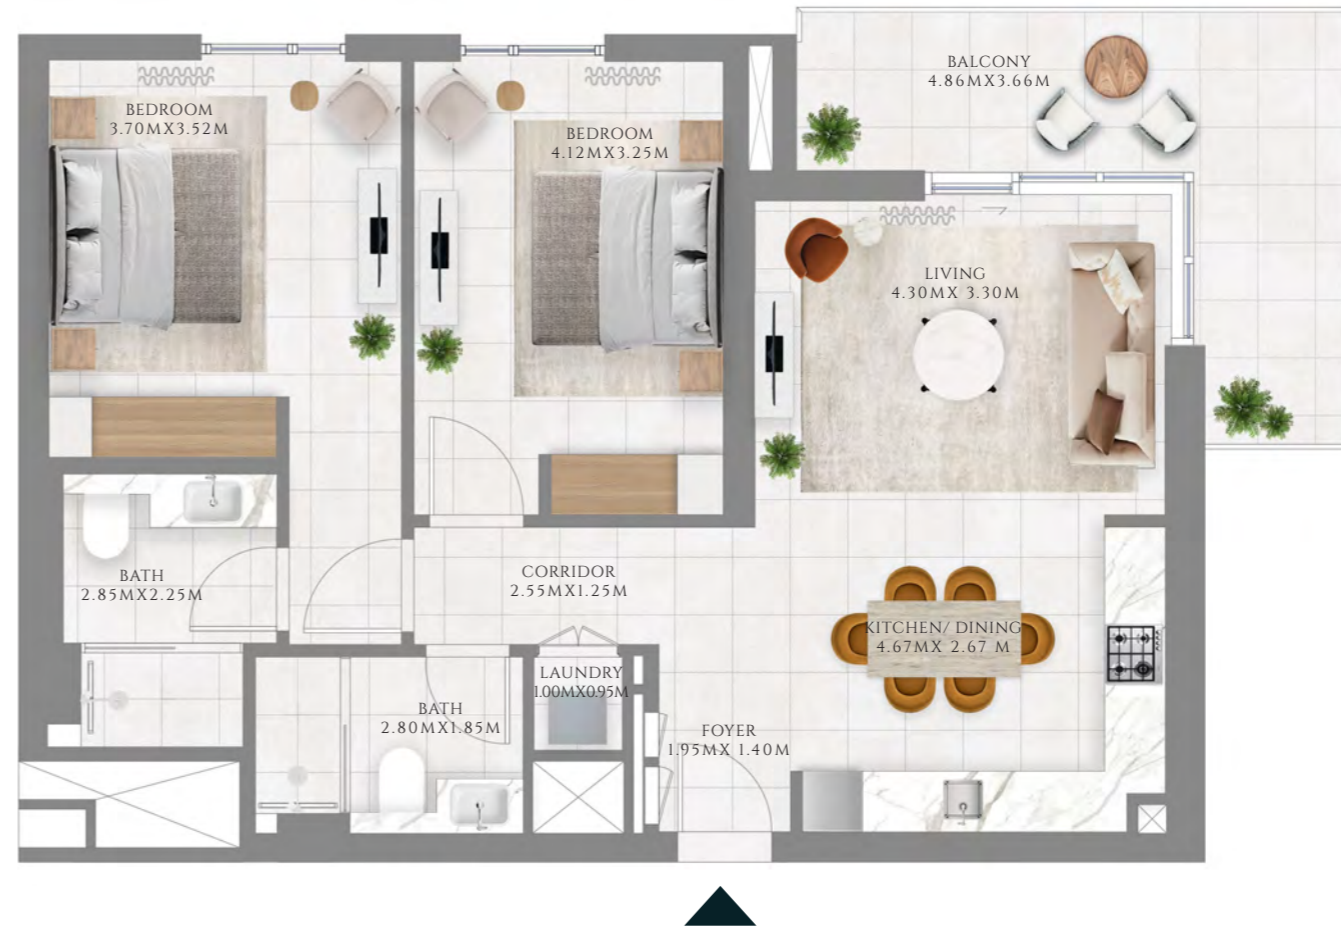 BALCONY
4.86MX3.66M
BEDROOM
3.70MX3.52M
BEDROOM
4.12MX3.25M
LIVING
4.30MX 3.30M
BATH
2.85MX2.25M
CORRIDOR
2.55MX1.25M
KITCHEN/ DINING
4.67MX 2.67 M
LAUNDRY
1.00MX0.95M
BATH
2.80MX1.85M
FOYER
1.95MX 1.40M